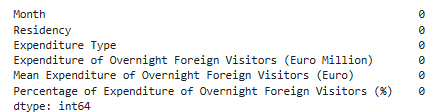 Month 0
Residency 0
Expenditure Type 0
Expenditure of Overnight Foreign Visitors (Euro Million) 0
Mean Expenditure of Overnight Foreign Visitors (Euro) 0
Percentage of Expenditure of Overnight Foreign Visitors (%) 0
dtype: int64